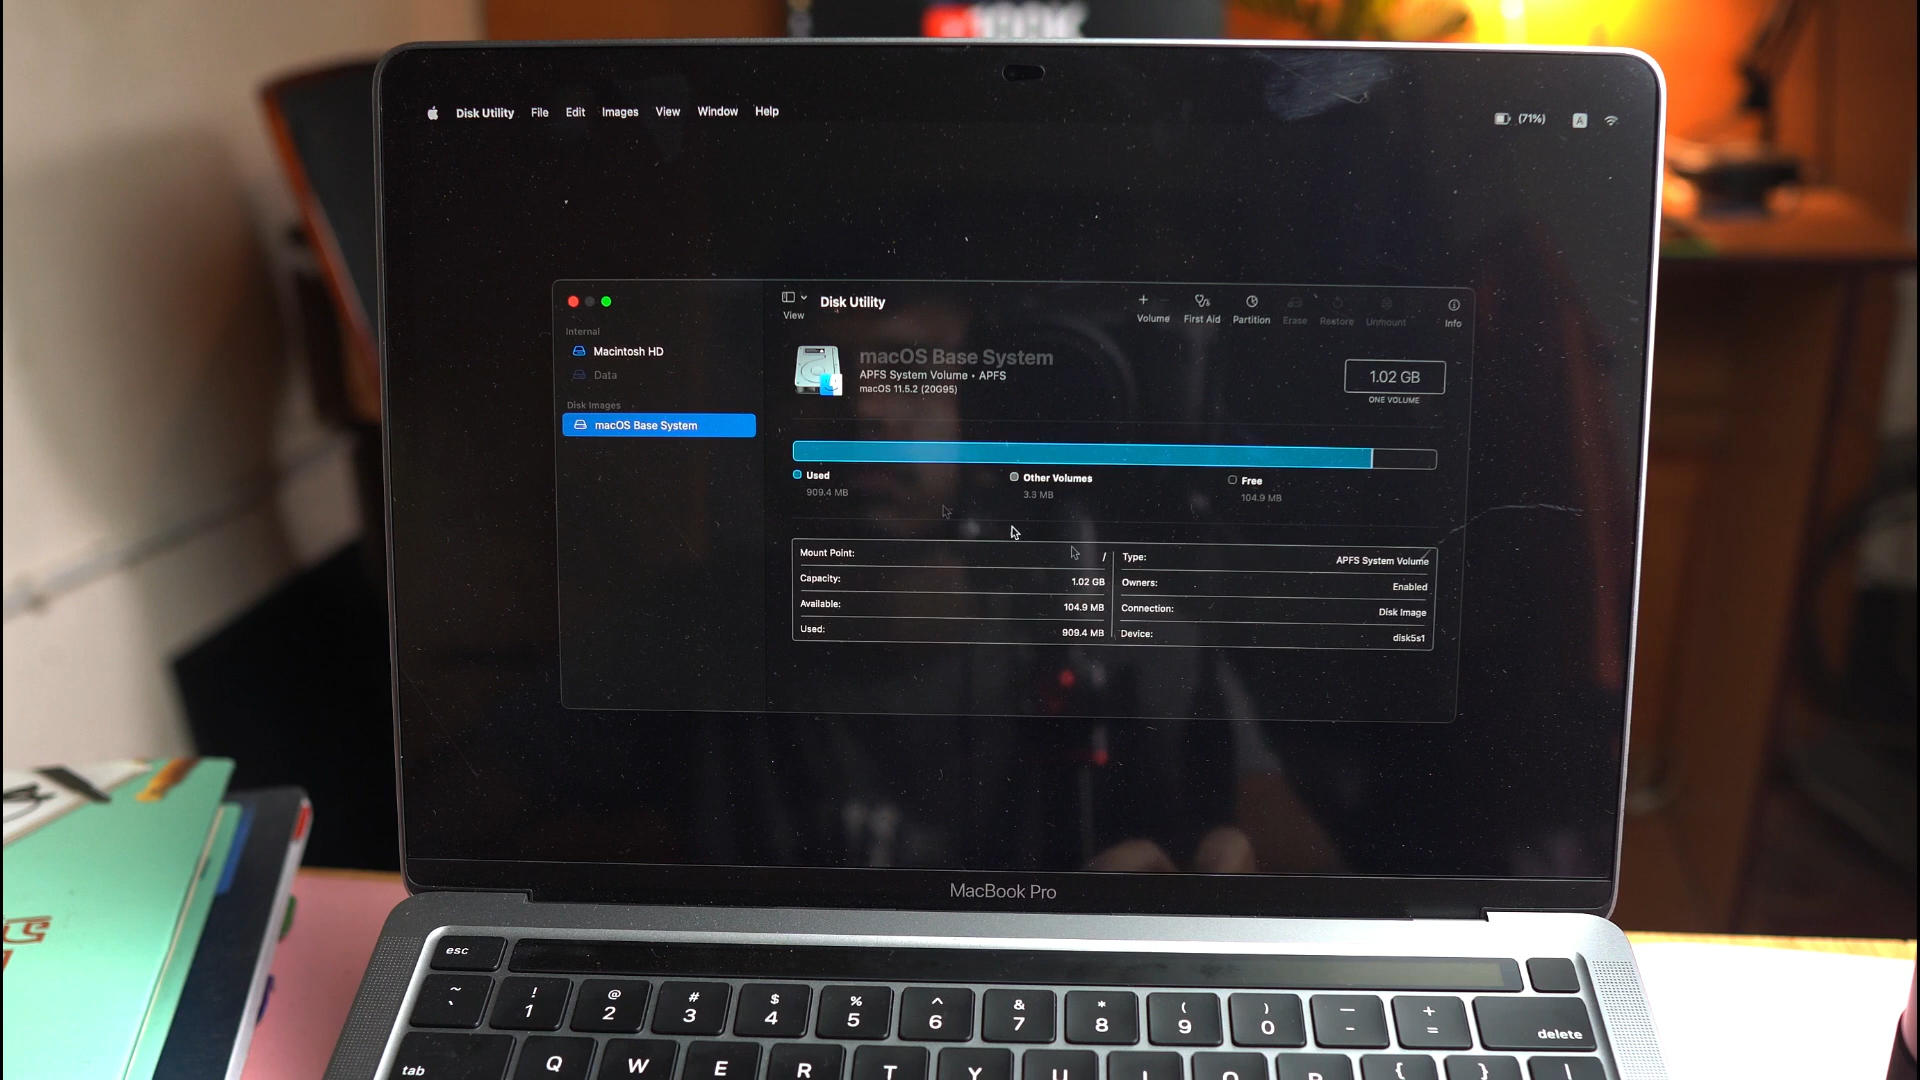 100K
Disk Utility File Edit Images View Window Help
(71%) A
Disk Utility
View
Volume First Aid Partition Erase Restore Unmount Info
Internal
Macintosh HD
Data
Disk Images
macOS Base System
macOS Base System
APFS System Volume • APFS
macOS 11.5.2 (20G95)
1.02 GB
ONE VOLUME
Used
909.4 MB
Other Volumes
3.3 MB
Free
104.9 MB
Mount Point: /
Capacity: 1.02 GB
Available: 104.9 MB
Used: 909.4 MB
Type: APFS System Volume
Owners: Enabled
Connection: Disk Image
Device: disk5s1
MacBook Pro
esc
~ ! @ # $ % ^ & * ( ) — +
` 1 2 3 4 5 6 7 8 9 0 - = delete
tab Q W E R T Y U I O P { } |